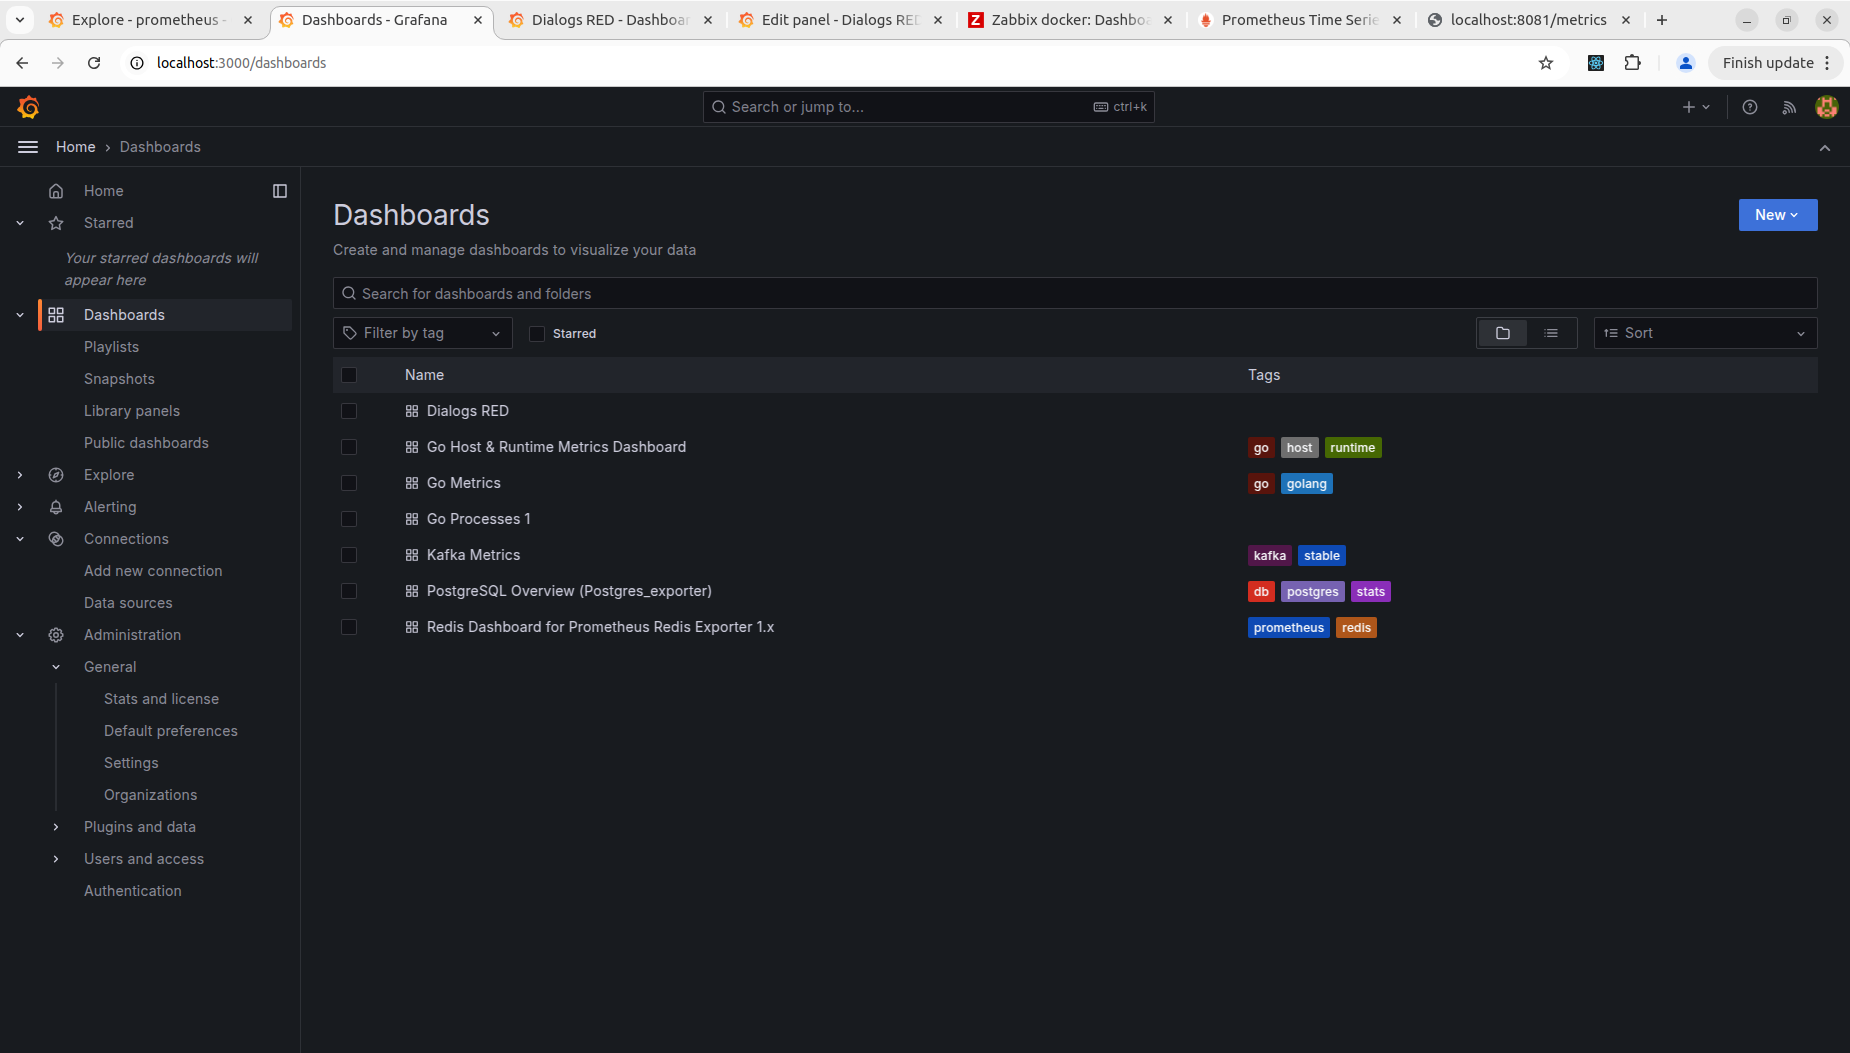 Explore - prometheus -
Dashboards - Grafana
Dialogs RED - Dashboar
Edit panel - Dialogs RED
Zabbix docker: Dashboa
Prometheus Time Serie
localhost:8081/metrics
localhost:3000/dashboards
Finish update
Search or jump to...
ctrl+k
Home › Dashboards
Home
Starred
Your starred dashboards will
appear here
Dashboards
Playlists
Snapshots
Library panels
Public dashboards
Explore
Alerting
Connections
Add new connection
Data sources
Administration
General
Stats and license
Default preferences
Settings
Organizations
Plugins and data
Users and access
Authentication
Dashboards
New
Create and manage dashboards to visualize your data
Search for dashboards and folders
Filter by tag
Starred
Sort
Name Tags
Dialogs RED
Go Host & Runtime Metrics Dashboard go host runtime
Go Metrics go golang
Go Processes 1
Kafka Metrics kafka stable
PostgreSQL Overview (Postgres_exporter) db postgres stats
Redis Dashboard for Prometheus Redis Exporter 1.x prometheus redis